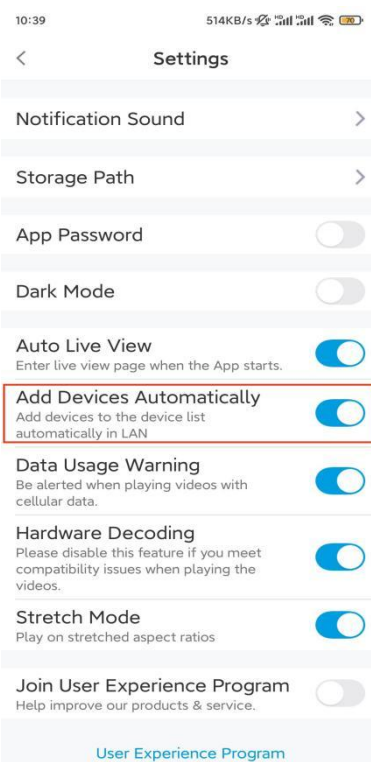 10:39 514KB/s HD HD 70
Settings
Notification Sound
Storage Path
App Password
Dark Mode
Auto Live View
Enter live view page when the App starts.
Add Devices Automatically
Add devices to the device list
automatically in LAN
Data Usage Warning
Be alerted when playing videos with
cellular data.
Hardware Decoding
Please disable this feature if you meet
compatibility issues when playing the
videos.
Stretch Mode
Play on stretched aspect ratios
Join User Experience Program
Help improve our products & service.
User Experience Program